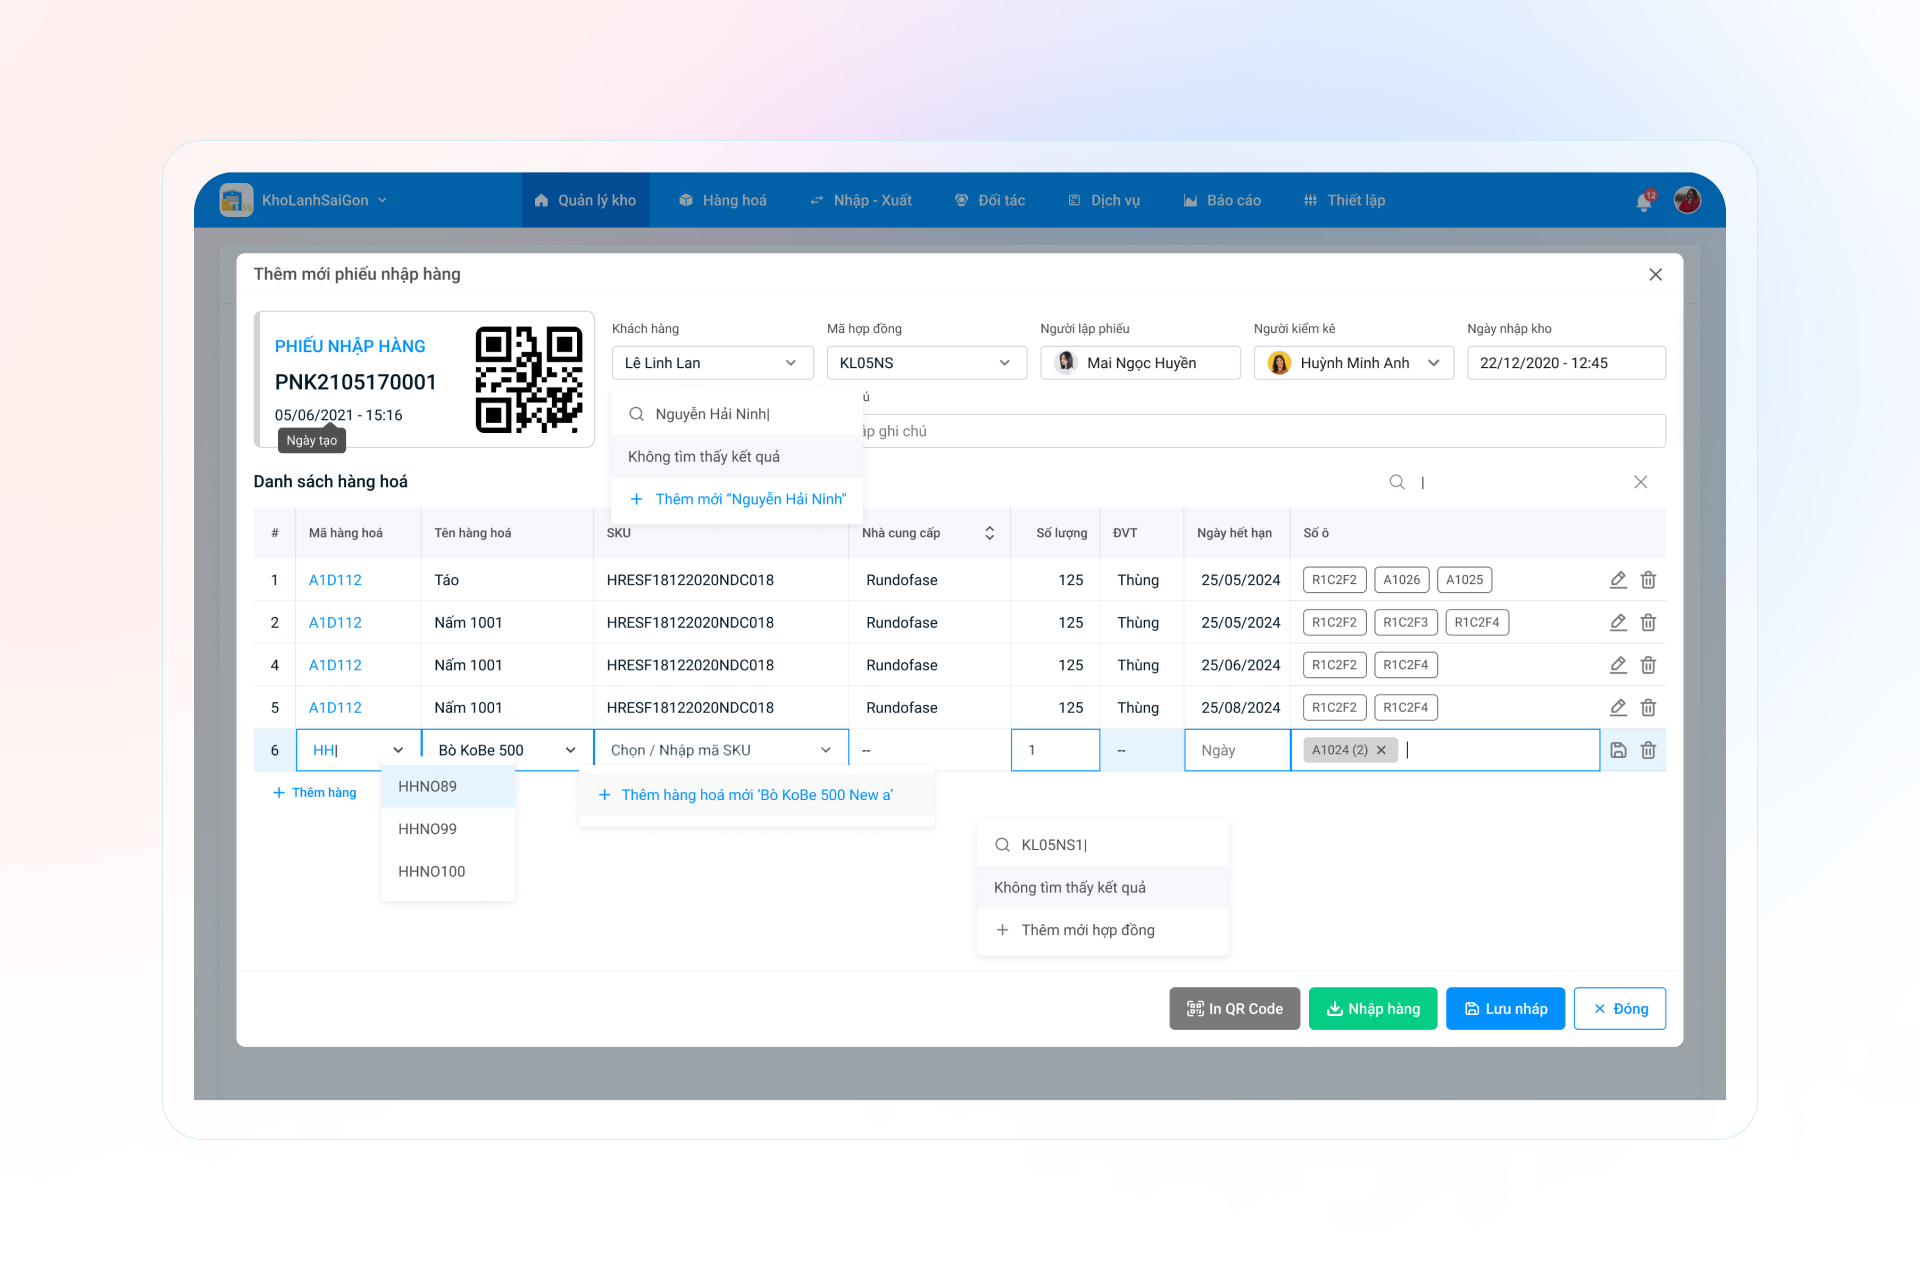 KhoLanhSaiGon
Quản lý kho
Hàng hoá
Nhập - Xuất
Đối tác
Dịch vụ
Báo cáo
Thiết lập
12
Thêm mới phiếu nhập hàng
PHIẾU NHẬP HÀNG
PNK2105170001
05/06/2021 - 15:16
Ngày tạo
Khách hàng
Lê Linh Lan
Mã hợp đồng
KL05NS
Người lập phiếu
Mai Ngọc Huyền
Người kiểm kê
Huỳnh Minh Anh
Ngày nhập kho
22/12/2020 - 12:45
Nguyễn Hải Ninh|
Không tìm thấy kết quả
+ Thêm mới “Nguyễn Hải Ninh”
ú
ập ghi chú
Danh sách hàng hoá
|
# Mã hàng hoá Tên hàng hoá SKU Nhà cung cấp Số lượng ĐVT Ngày hết hạn Số ô
1 A1D112 Táo HRESF18122020NDC018 Rundofase 125 Thùng 25/05/2024 R1C2F2 A1026 A1025
2 A1D112 Nấm 1001 HRESF18122020NDC018 Rundofase 125 Thùng 25/05/2024 R1C2F2 R1C2F3 R1C2F4
4 A1D112 Nấm 1001 HRESF18122020NDC018 Rundofase 125 Thùng 25/06/2024 R1C2F2 R1C2F4
5 A1D112 Nấm 1001 HRESF18122020NDC018 Rundofase 125 Thùng 25/08/2024 R1C2F2 R1C2F4
6 HH| Bò KoBe 500 Chọn / Nhập mã SKU -- 1 -- Ngày A1024 (2) |
+ Thêm hàng
HHNO89
HHNO99
HHNO100
+ Thêm hàng hoá mới ‘Bò KoBe 500 New a’
KL05NS1|
Không tìm thấy kết quả
+ Thêm mới hợp đồng
In QR Code
Nhập hàng
Lưu nháp
Đóng